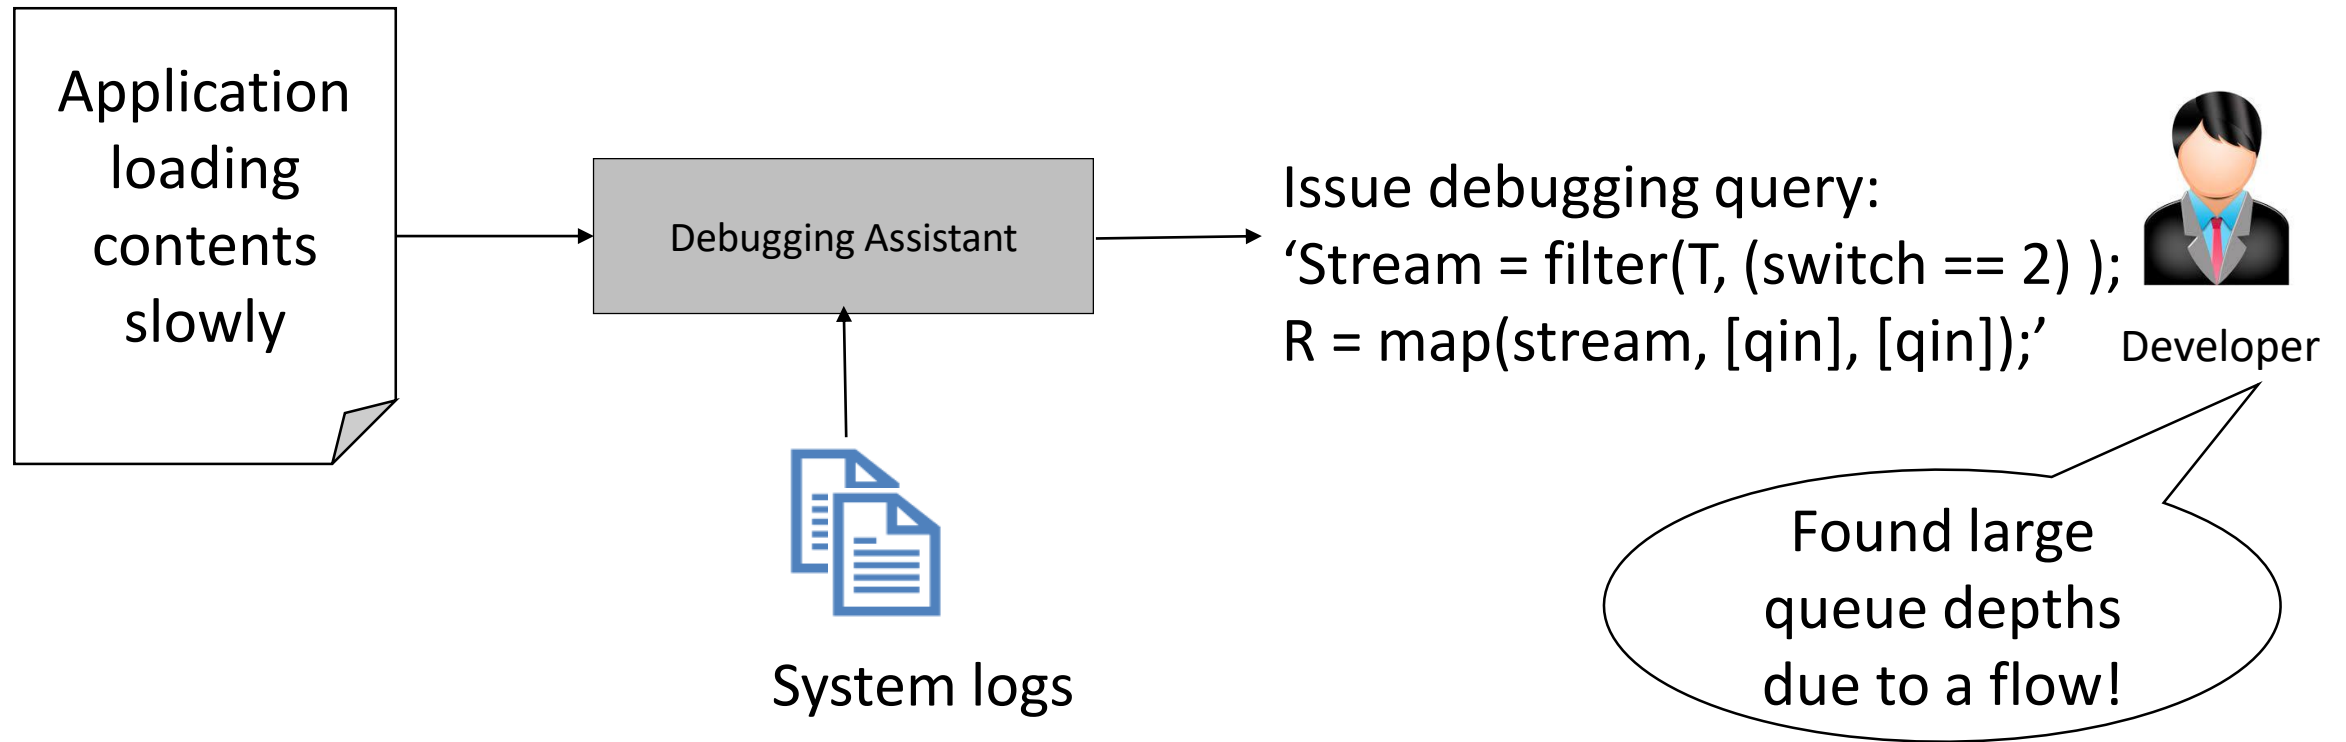 Application
loading
contents
slowly
Debugging Assistant
System logs
Issue debugging query:
‘Stream = filter(T, (switch == 2) );
R = map(stream, [qin], [qin]);’
Developer
Found large
queue depths
due to a flow!